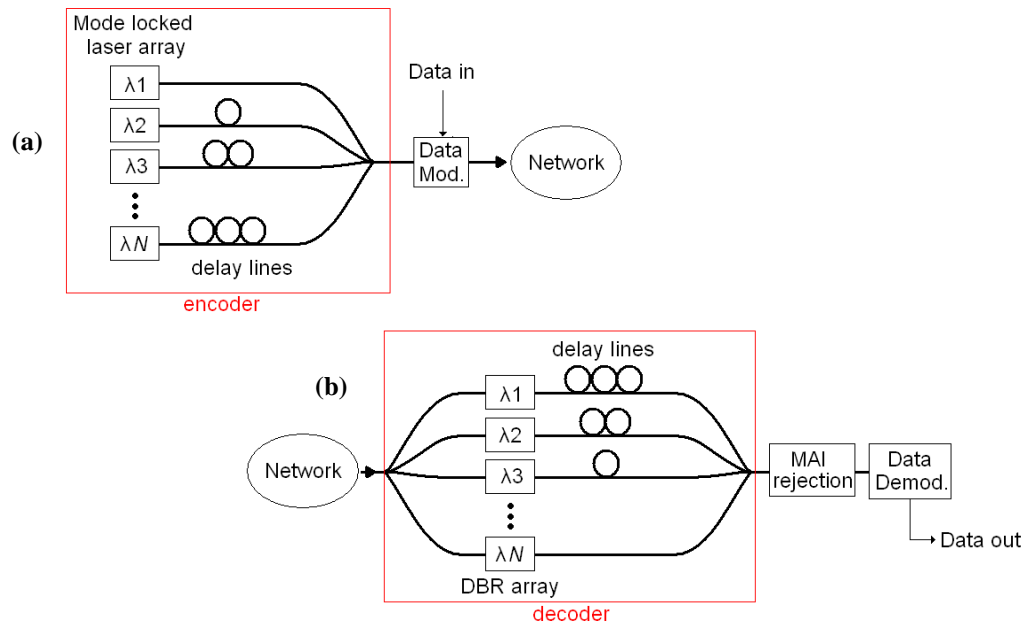 Mode locked
laser array
λ1
λ2
λ3
λN
delay lines
encoder
(a)
Data in
Data
Mod.
Network
(b)
delay lines
Network
λ1
λ2
λ3
λN
DBR array
decoder
MAI
rejection
Data
Demod.
Data out